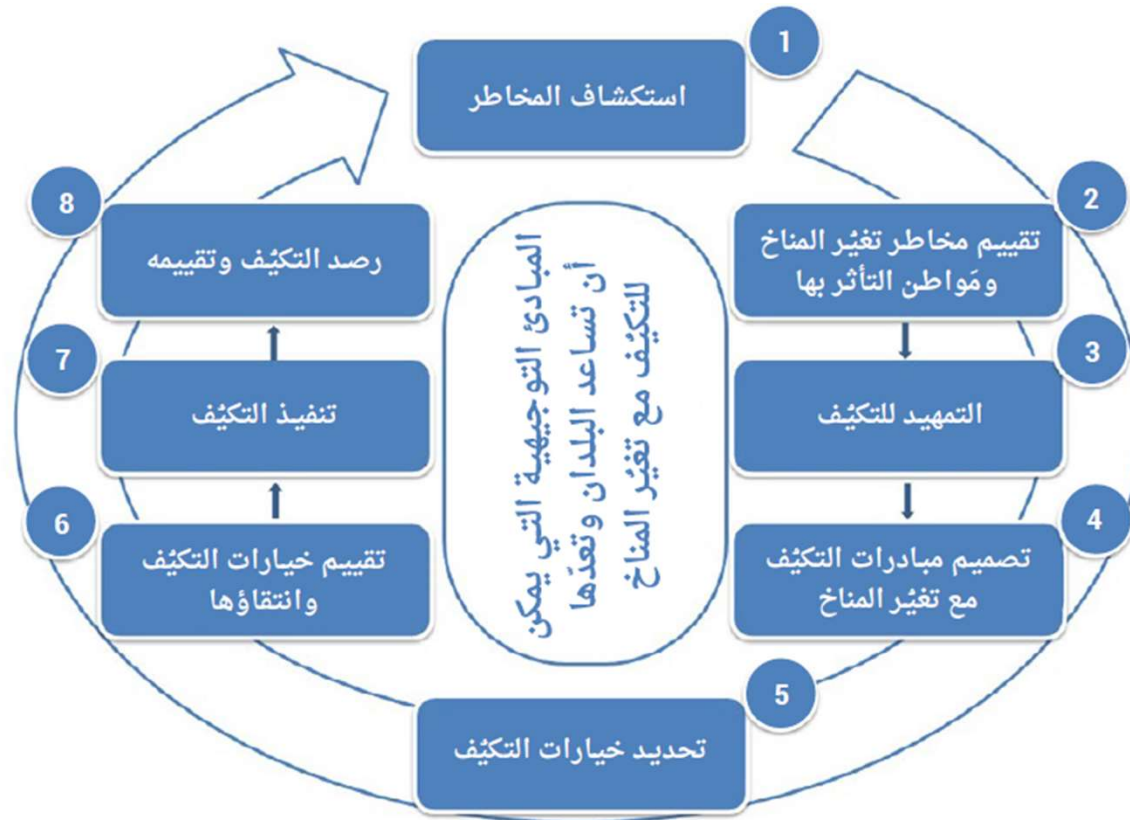 1
استكشاف المخاطر
2
تقييم مخاطر تغيُر المناخ
ومَواطن التأثر بها
3
التمهيد للتكيُف
4
تصميم مبادرات التكيُف
مع تغيُر المناخ
5
تحديد خيارات التكيُف
6
تقييم خيارات التكيُف
وانتقاؤها
7
تنفيذ التكيُف
8
رصد التكيُف وتقييمه
المبادئ التوجيهية التي يمكن
أن تساعد البلدان وتعدّها
للتكيُف مع تغيُر المناخ